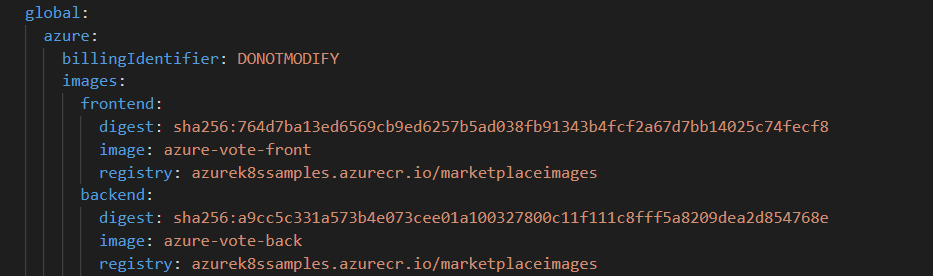 global:
azure:
billingIdentifier: DONOTMODIFY
images:
frontend:
digest: sha256:764d7ba13ed6569cb9ed6257b5ad038fb91343b4fcf2a67d7bb14025c74fecf8
image: azure-vote-front
registry: azurek8ssamples.azurecr.io/marketplaceimages
backend:
digest: sha256:a9cc5c331a573b4e073cee01a100327800c11f111c8fff5a8209dea2d854768e
image: azure-vote-back
registry: azurek8ssamples.azurecr.io/marketplaceimages